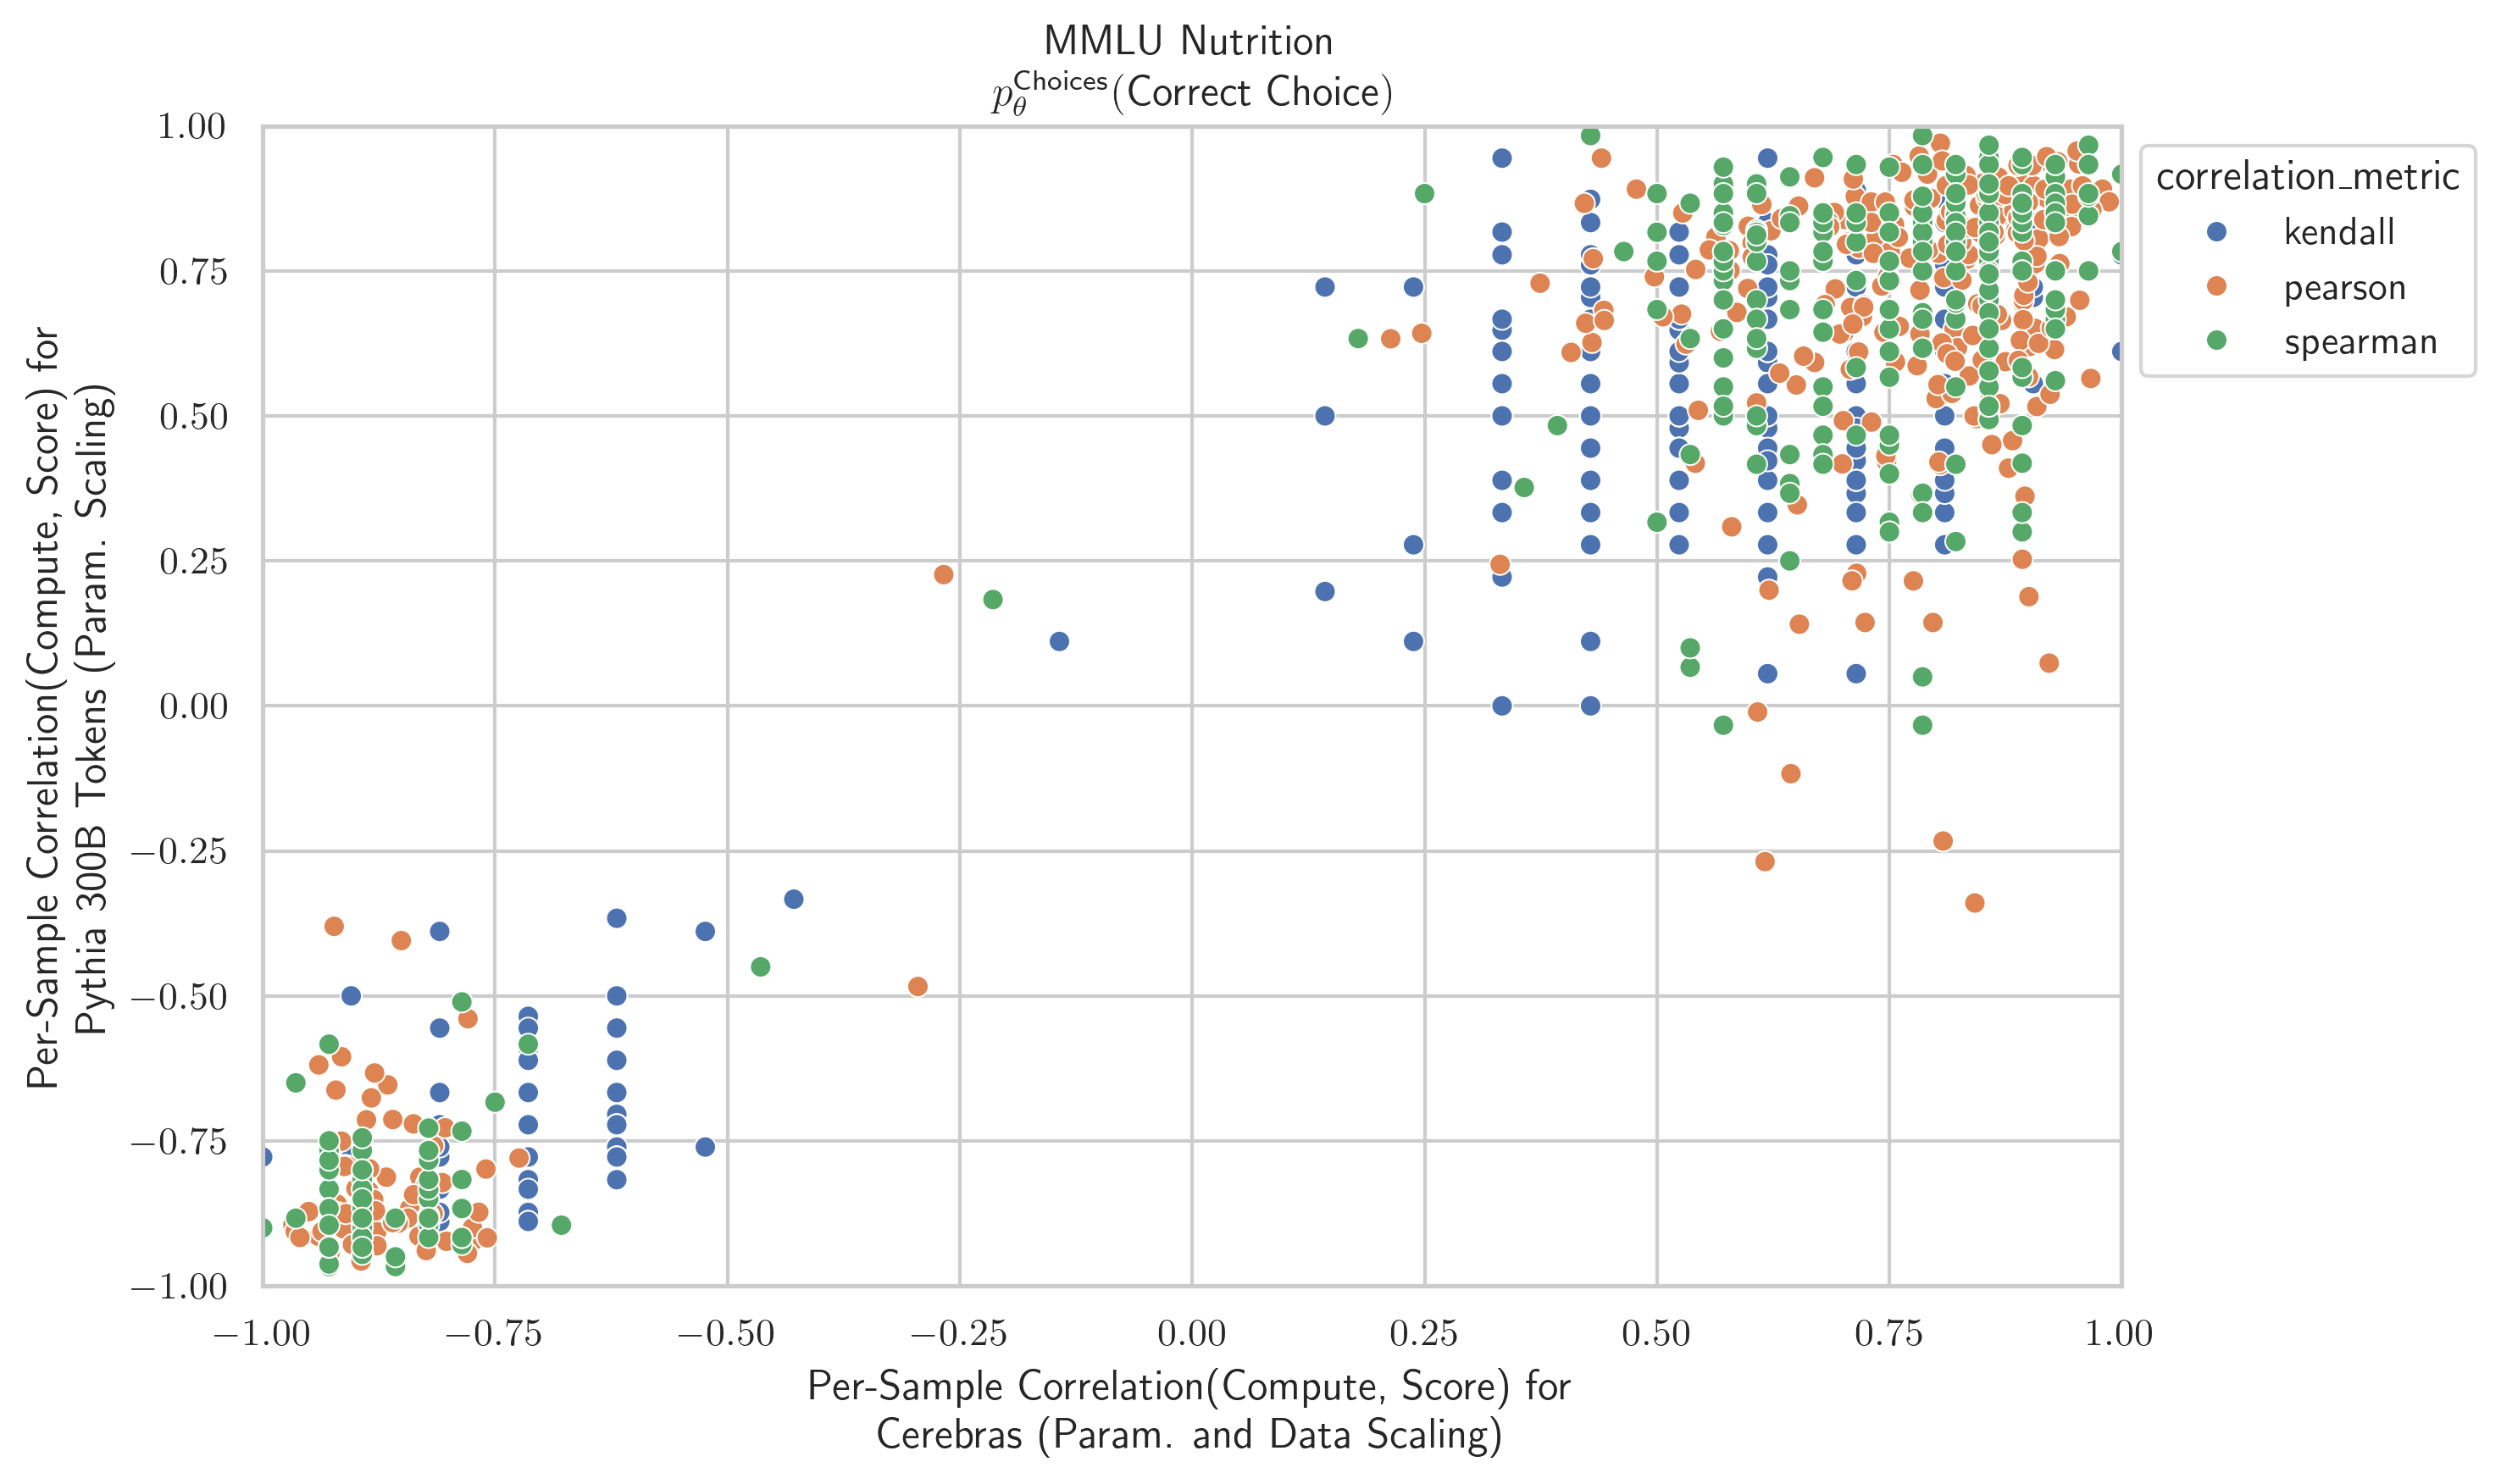 MMLU Nutrition
p_θ^Choices(Correct Choice)
1.00
0.75
0.50
0.25
0.00
−0.25
−0.50
−0.75
−1.00
Per-Sample Correlation(Compute, Score) for
Pythia 300B Tokens (Param. Scaling)
−1.00
−0.75
−0.50
−0.25
0.00
0.25
0.50
0.75
1.00
Per-Sample Correlation(Compute, Score) for
Cerebras (Param. and Data Scaling)
correlation_metric
kendall
pearson
spearman